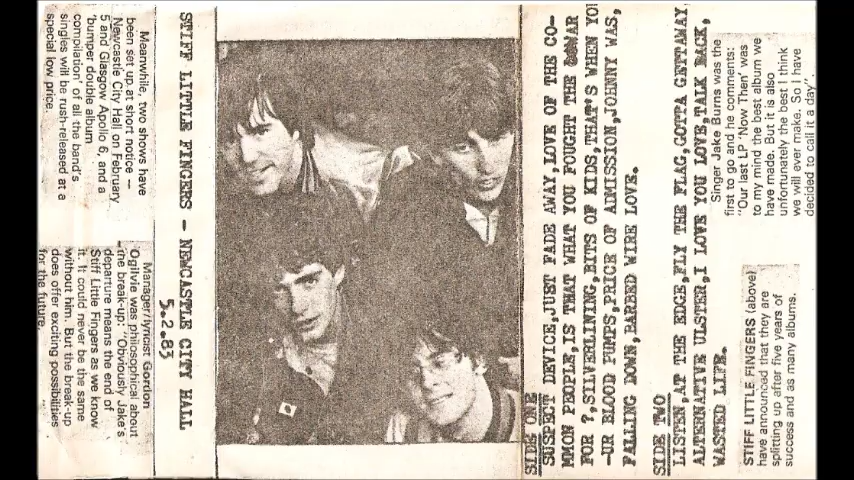 Meanwhile, two shows have
been set up at short notice —
Newcastle City Hall on February
5 and Glasgow Apollo 6, and a
'bumper double album
compilation' of all the band's
singles will be rush-released at a
special low price.
Manager/lyricist Gordon
Ogilvie was philosophical about
the break-up: "Obviously Jake's
departure means the end of
Stiff Little Fingers as we know
it. It could never be the same
without him. But the break-up
does offer exciting possibilities
for the future.
STIFF LITTLE FINGERS - NEWCASTLE CITY HALL
5.2.83
SIDE ONE
SUSPECT DEVICE,JUST FADE AWAY,LOVE OF THE CO-
MMON PEOPLE,IS THAT WHAT YOU FOUGHT THE WAR
FOR ?,SILVERLINING,BITS OF KIDS,THAT'S WHEN YO
-UR BLOOD PUMPS,PRICE OF ADMISSION,JOHNNY WAS,
FALLING DOWN,BARBED WIRE LOVE.
SIDE TWO
LISTEN,AT THE EDGE,FLY THE FLAG,GOTTA GETTAWAY
ALTERNATIVE ULSTER,I LOVE YOU LOVE,TALK BACK,
WASTED LIFE.
Singer Jake Burns was the
first to go and he comments:
"Our last LP 'Now Then' was
to my mind the best album we
have made. But it is also
unfortunately the best I think
we will ever make. So I have
decided to call it a day".
STIFF LITTLE FINGERS (above)
have announced that they are
splitting up after five years of
success and as many albums.